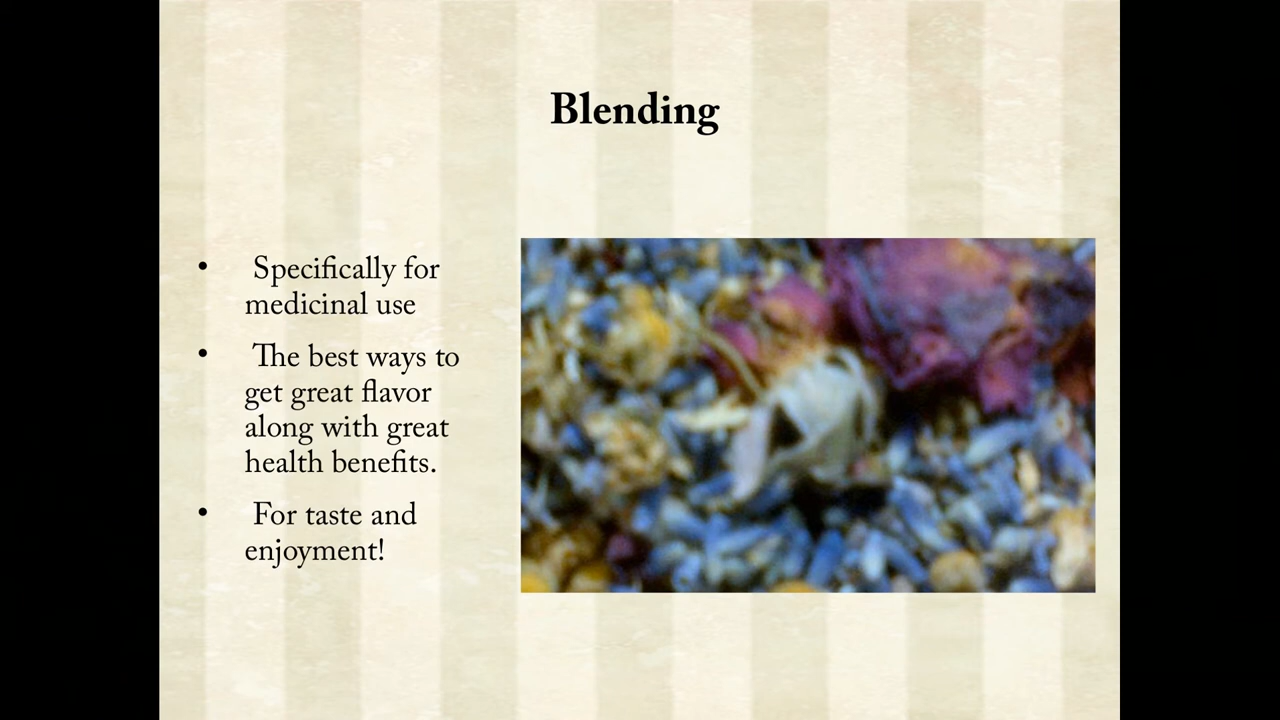 Blending
• Specifically for
medicinal use
• The best ways to
get great flavor
along with great
health benefits.
• For taste and
enjoyment!